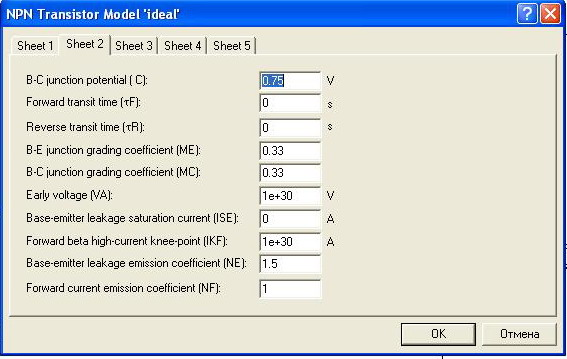 NPN Transistor Model 'ideal'
Sheet 1 Sheet 2 Sheet 3 Sheet 4 Sheet 5
B-C junction potential ( C): 0.75 V
Forward transit time (τF): 0 s
Reverse transit time (τR): 0 s
B-E junction grading coefficient (ME): 0.33
B-C junction grading coefficient (MC): 0.33
Early voltage (VA): 1e+30 V
Base-emitter leakage saturation current (ISE): 0 A
Forward beta high-current knee-point (IKF): 1e+30 A
Base-emitter leakage emission coefficient (NE): 1.5
Forward current emission coefficient (NF): 1
OK Отмена